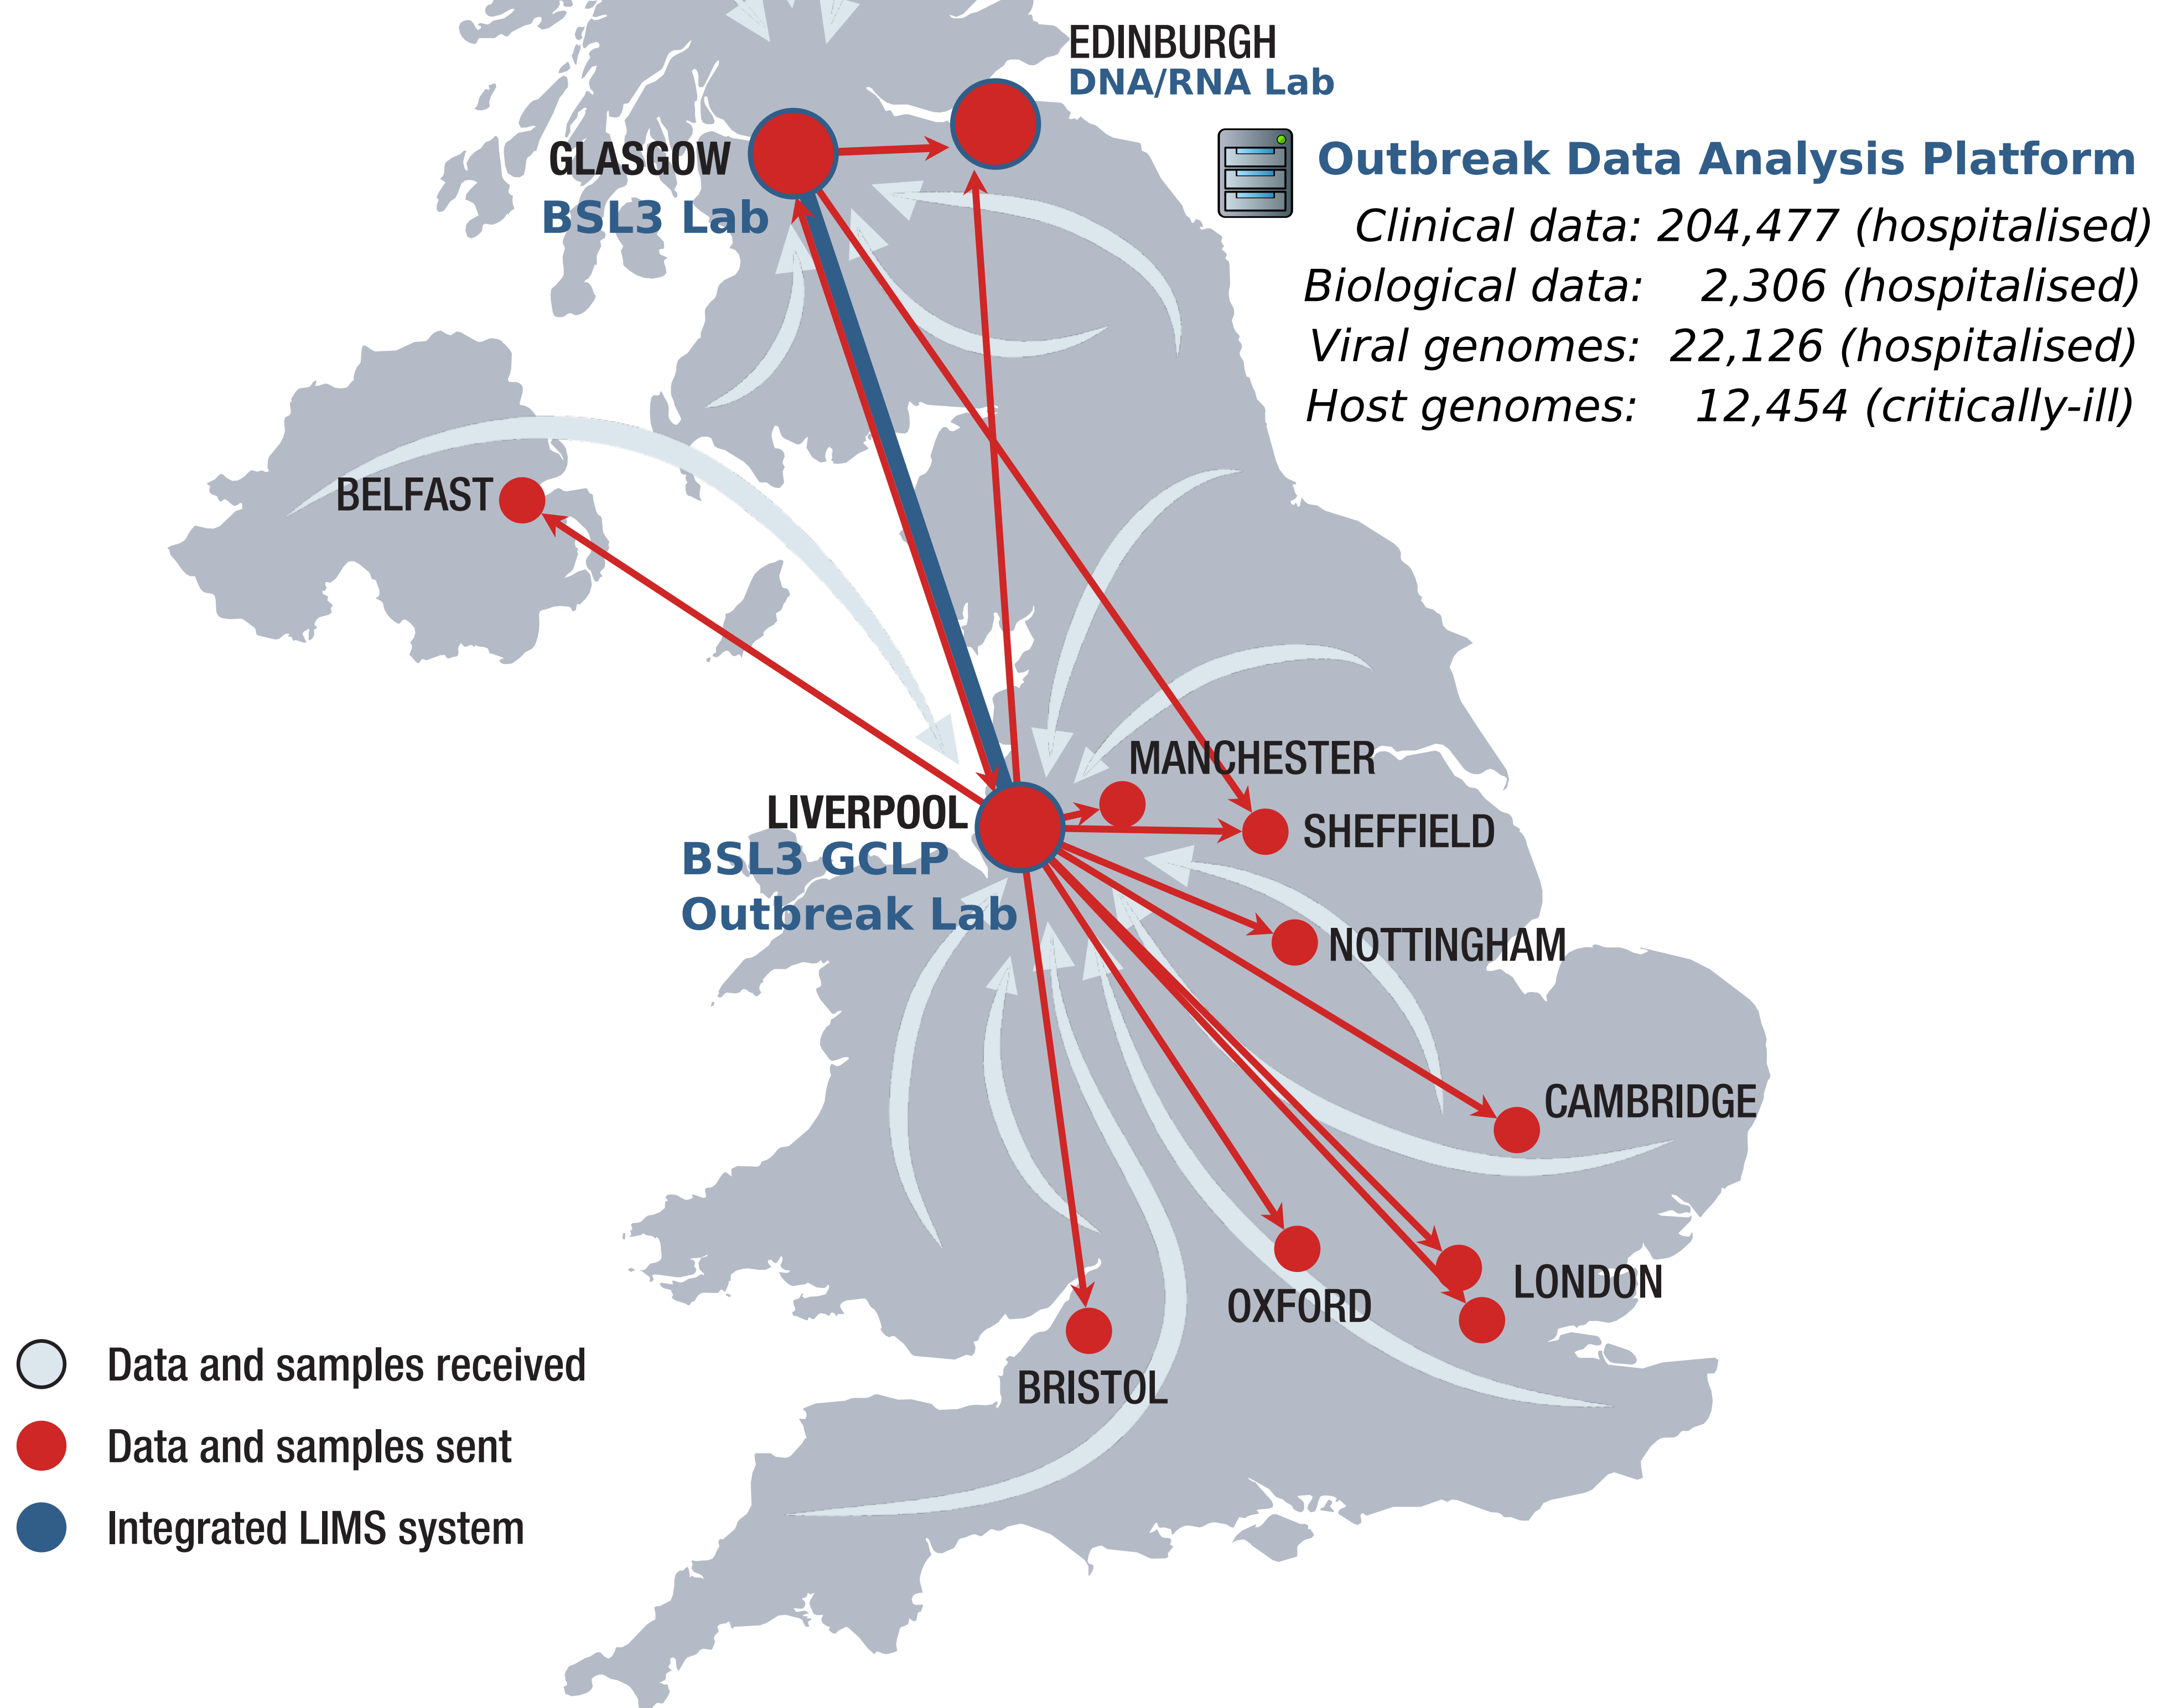 EDINBURGH
DNA/RNA Lab
GLASGOW
BSL3 Lab
Outbreak Data Analysis Platform
Clinical data: 204,477 (hospitalised)
Biological data: 2,306 (hospitalised)
Viral genomes: 22,126 (hospitalised)
Host genomes: 12,454 (critically-ill)
BELFAST
MANCHESTER
LIVERPOOL
BSL3 GCLP
Outbreak Lab
SHEFFIELD
NOTTINGHAM
CAMBRIDGE
LONDON
OXFORD
BRISTOL
Data and samples received
Data and samples sent
Integrated LIMS system